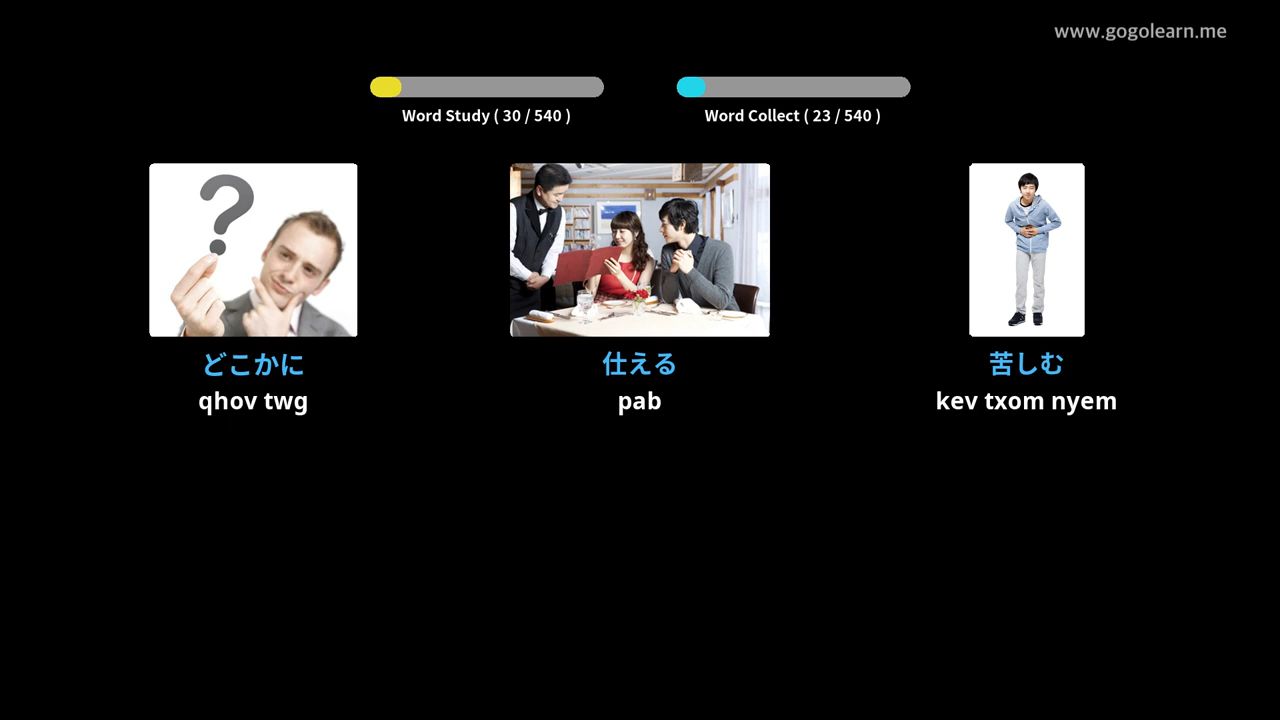 www.gogolearn.me
Word Study ( 30 / 540 )
Word Collect ( 23 / 540 )
どこかに
仕える
苦しむ
qhov twg
pab
kev txom nyem